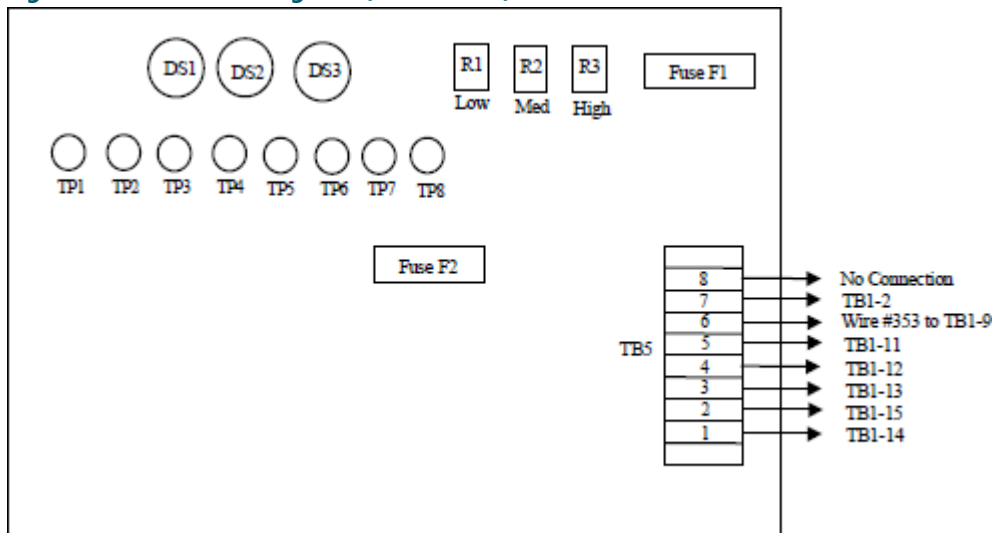 DS1 DS2 DS3
R1 R2 R3
Fuse F1
Low Med High
TP1 TP2 TP3 TP4 TP5 TP6 TP7 TP8
Fuse F2
TB5
8 No Connection
7 TB1-2
6 Wire #353 to TB1-9
5 TB1-11
4 TB1-12
3 TB1-13
2 TB1-15
1 TB1-14